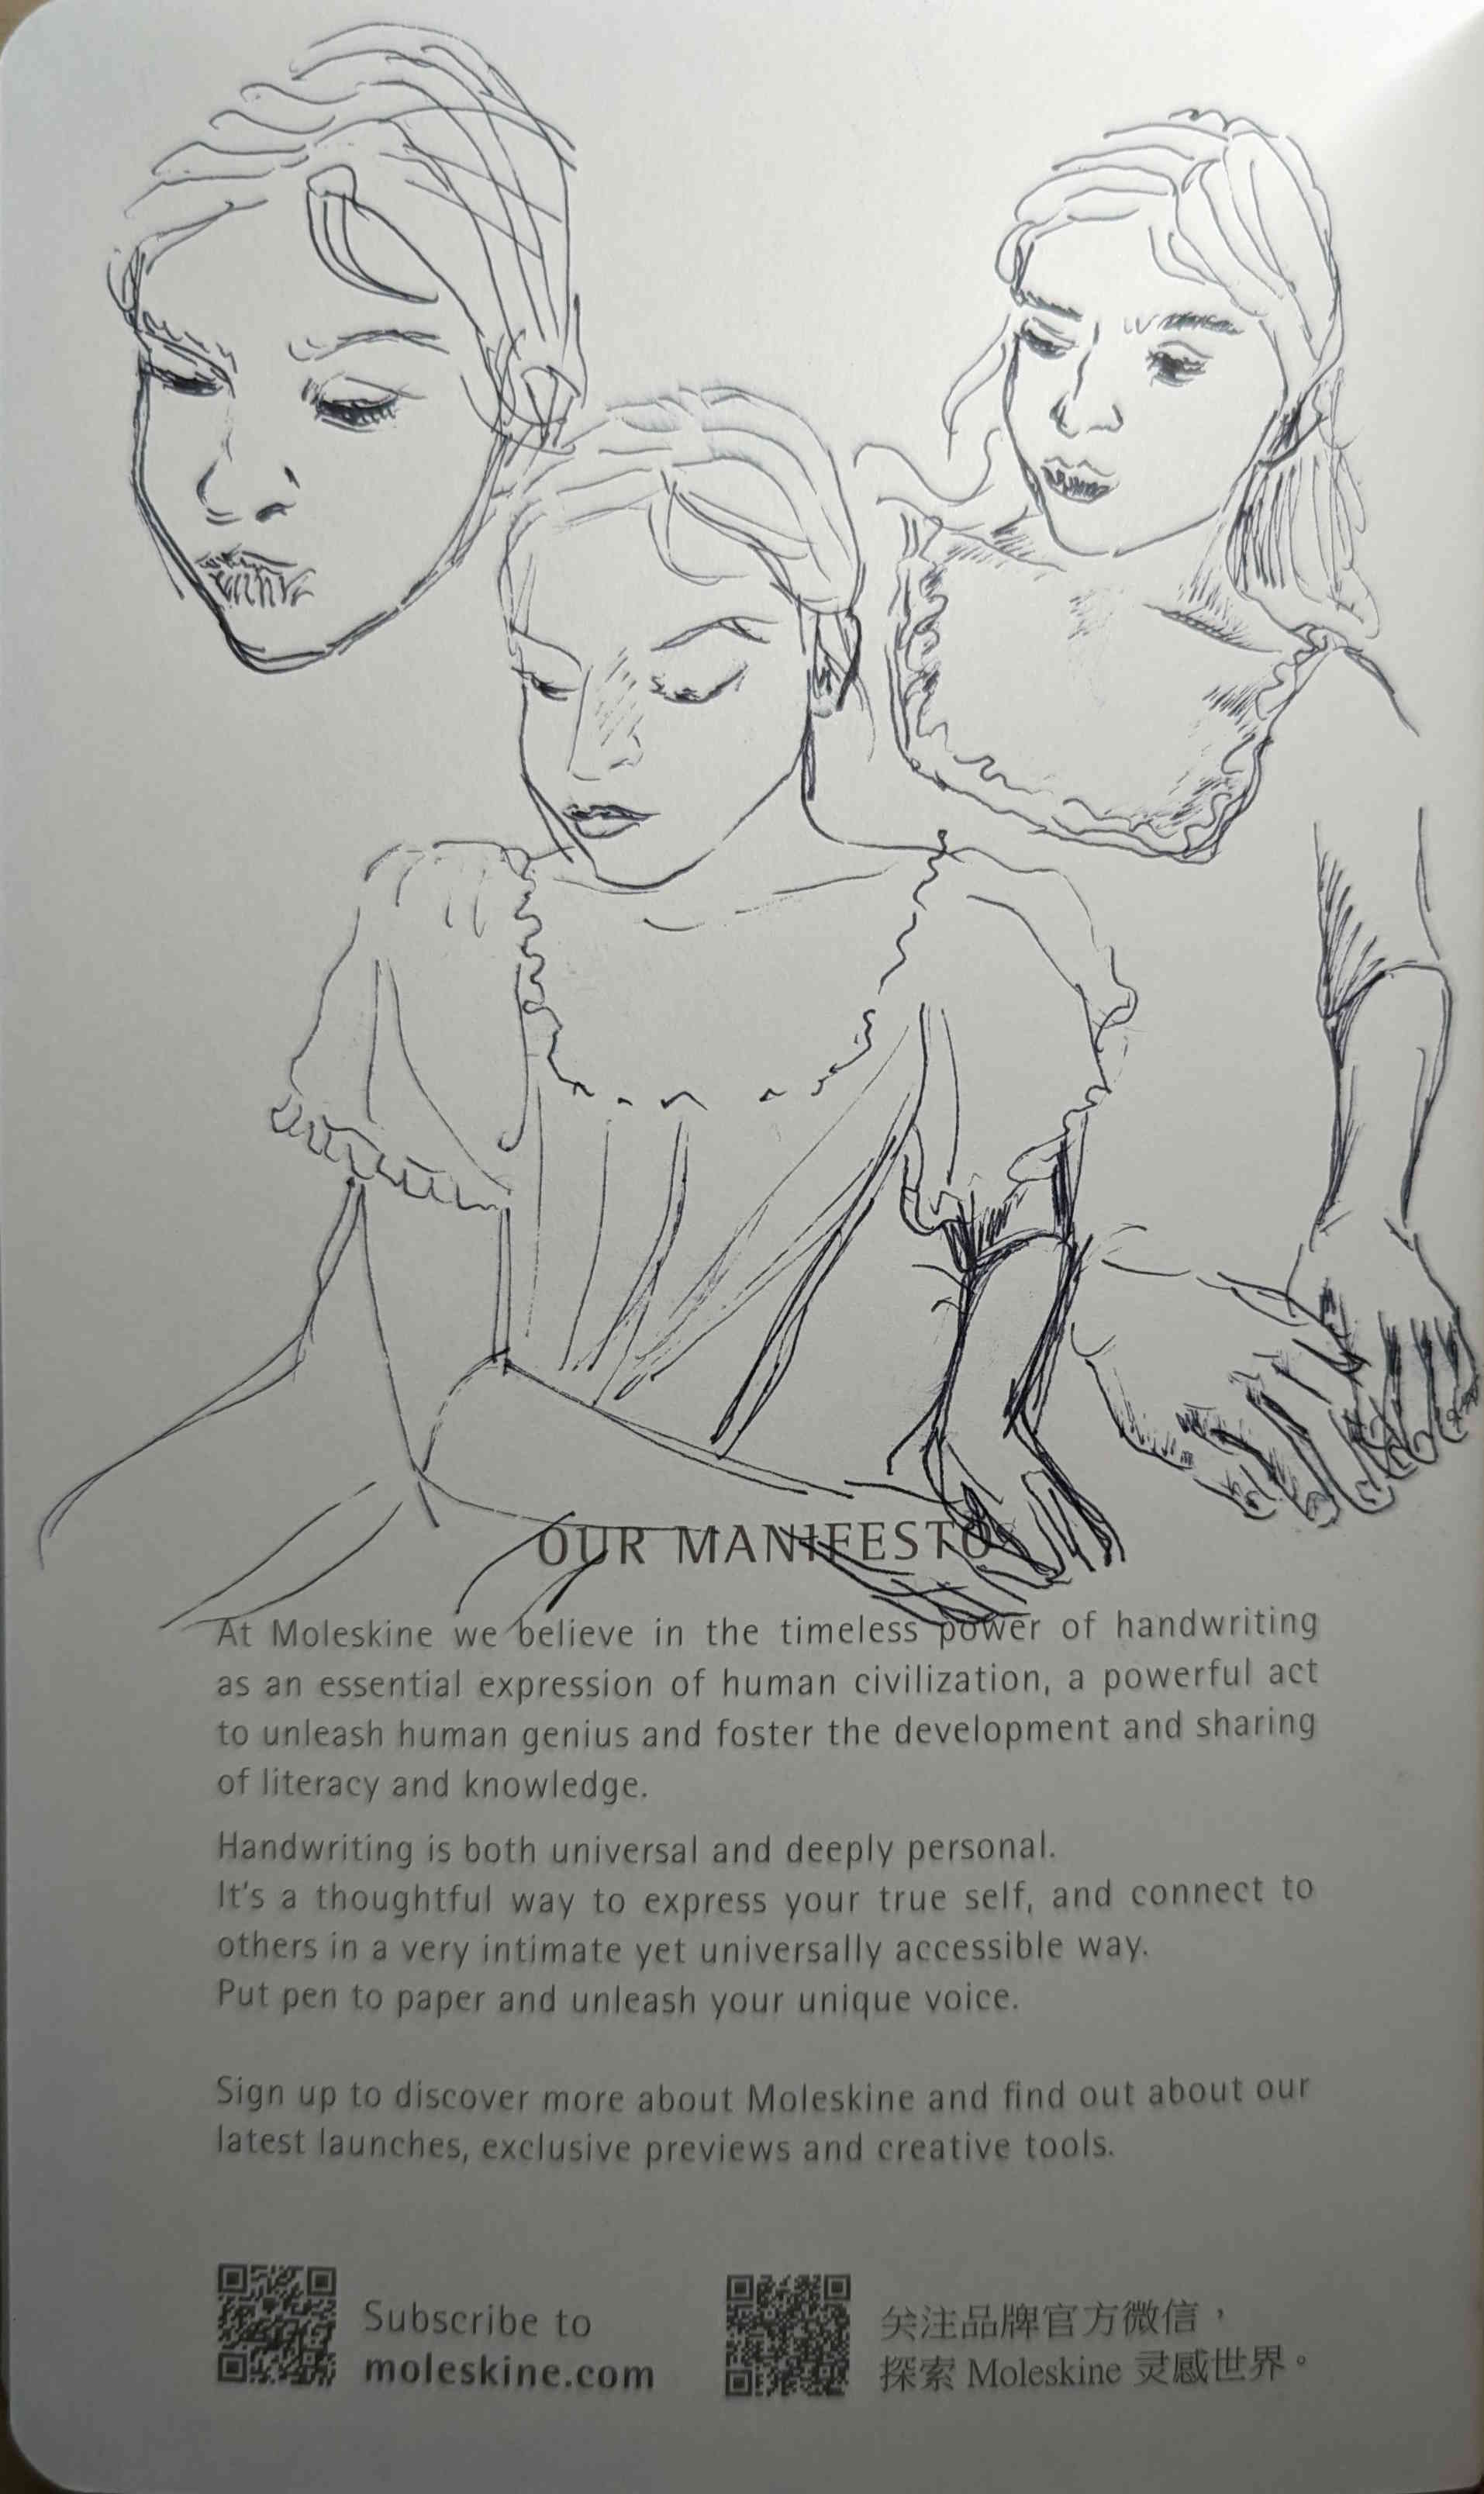 OUR MANIFESTO
At Moleskine we believe in the timeless power of handwriting
as an essential expression of human civilization, a powerful act
to unleash human genius and foster the development and sharing
of literacy and knowledge.
Handwriting is both universal and deeply personal.
It's a thoughtful way to express your true self, and connect to
others in a very intimate yet universally accessible way.
Put pen to paper and unleash your unique voice.
Sign up to discover more about Moleskine and find out about our
latest launches, exclusive previews and creative tools.
Subscribe to
moleskine.com
关注品牌官方微信，
探索 Moleskine 灵感世界。